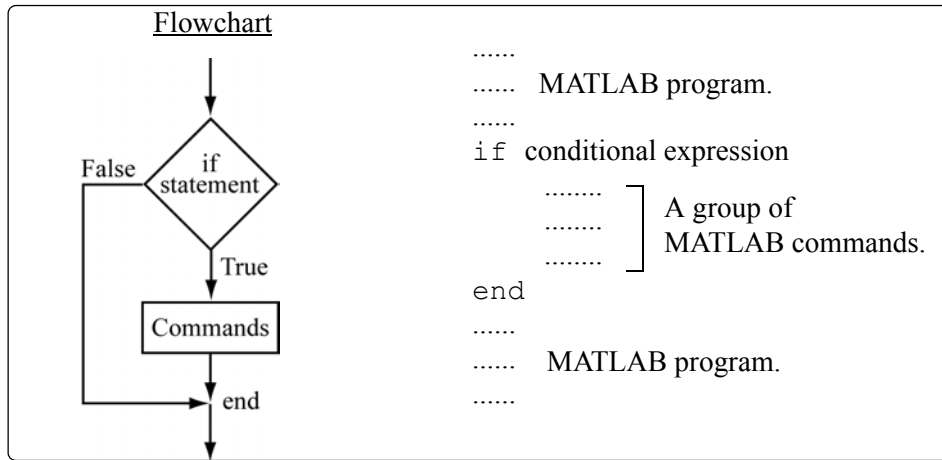 Flowchart
False
if
statement
True
Commands
end
......
...... MATLAB program.
......
if conditional expression
........
........
........
A group of
MATLAB commands.
end
......
...... MATLAB program.
......